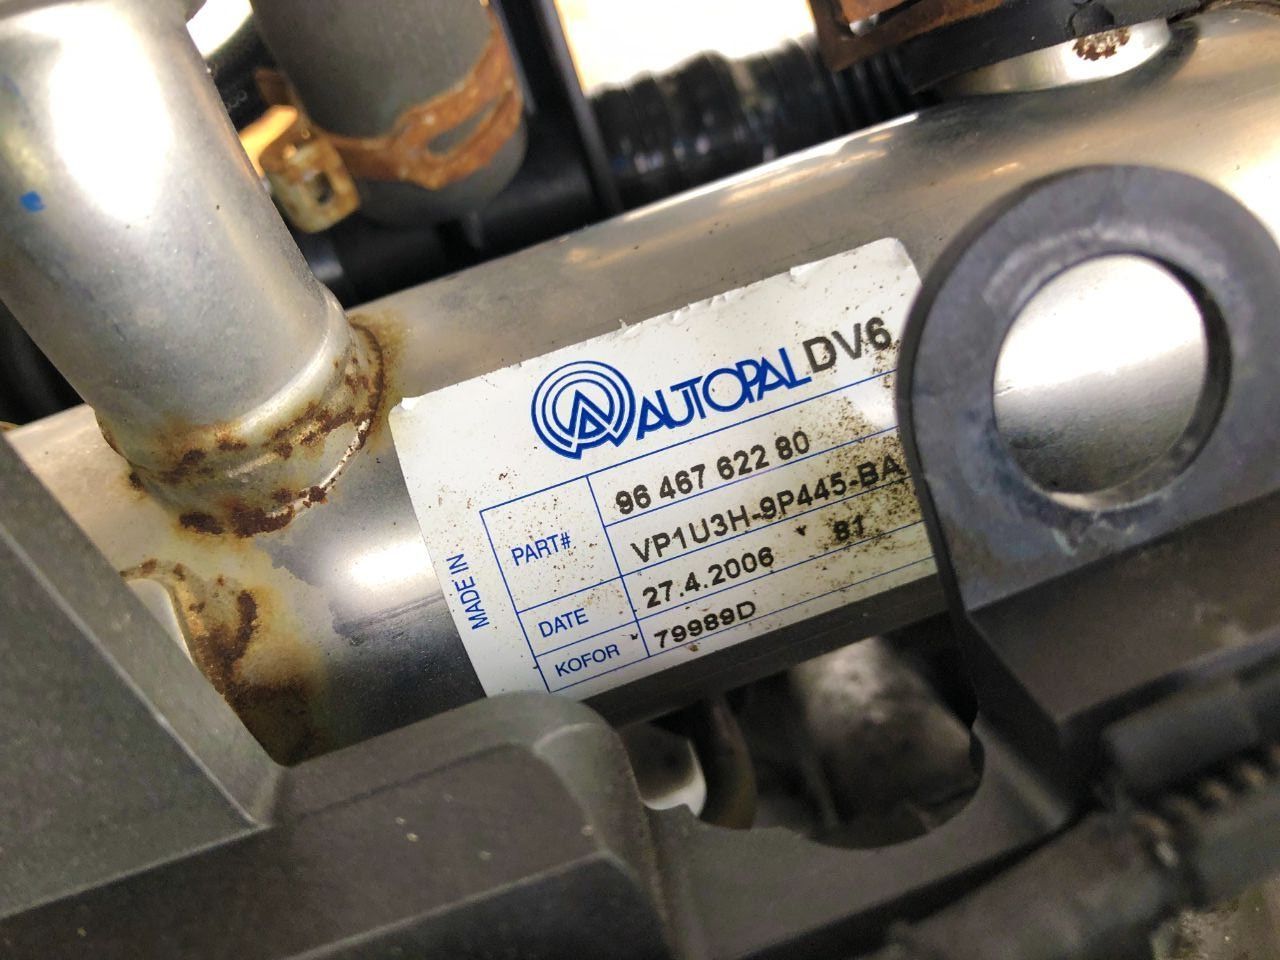 AUTOPAL DV6
PART# 96 467 622 80
VP1U3H-9P445-BA
DATE 27.4.2006 81
KOFOR 79989D
MADE IN